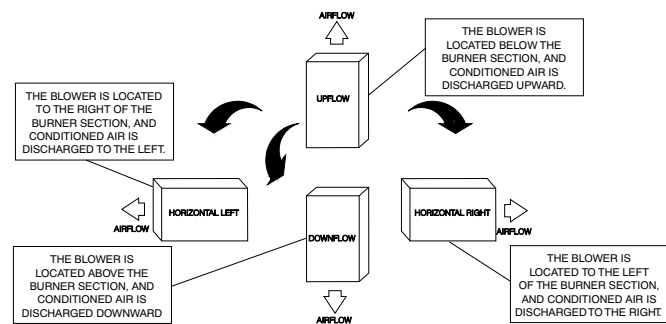 AIRFLOW
THE BLOWER IS
LOCATED BELOW THE
BURNER SECTION, AND
CONDITIONED AIR IS
DISCHARGED UPWARD.
THE BLOWER IS LOCATED
TO THE RIGHT OF THE
BURNER SECTION, AND
CONDITIONED AIR IS
DISCHARGED TO THE LEFT.
UPFLOW
HORIZONTAL LEFT
AIRFLOW
DOWNFLOW
HORIZONTAL RIGHT
AIRFLOW
THE BLOWER IS
LOCATED ABOVE THE
BURNER SECTION, AND
CONDITIONED AIR IS
DISCHARGED DOWNWARD
THE BLOWER IS
LOCATED TO THE LEFT
OF THE BURNER SECTION,
AND CONDITIONED AIR IS
DISCHARGED TO THE RIGHT.
AIRFLOW